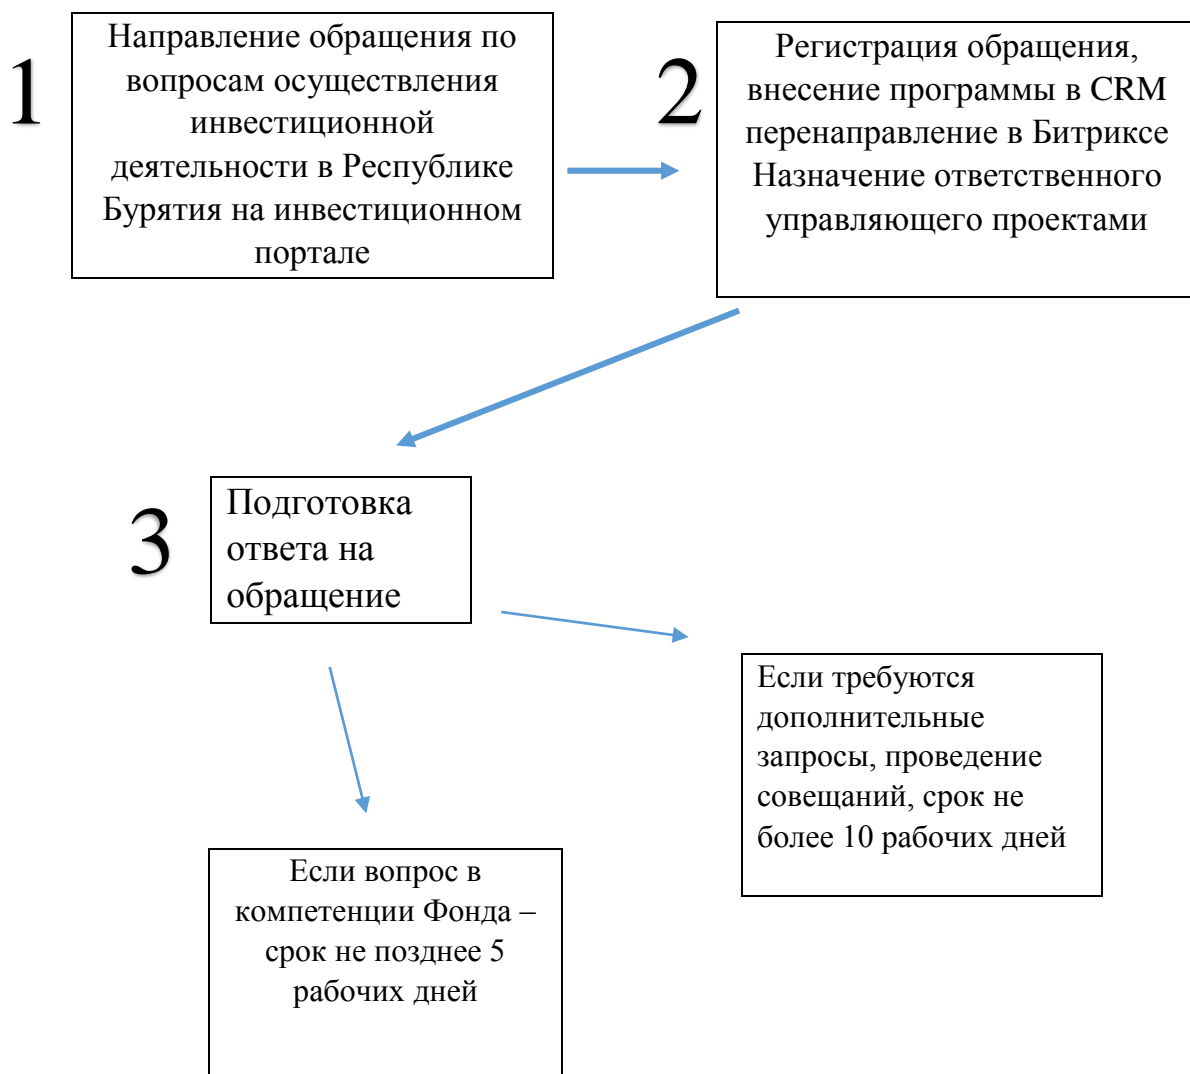 1
Направление обращения по
вопросам осуществления
инвестиционной
деятельности в Республике
Бурятия на инвестиционном
портале
2
Регистрация обращения,
внесение программы в CRM
перенаправление в Битриксе
Назначение ответственного
управляющего проектами
3
Подготовка
ответа на
обращение
Если требуются
дополнительные
запросы, проведение
совещаний, срок не
более 10 рабочих дней
Если вопрос в
компетенции Фонда –
срок не позднее 5
рабочих дней